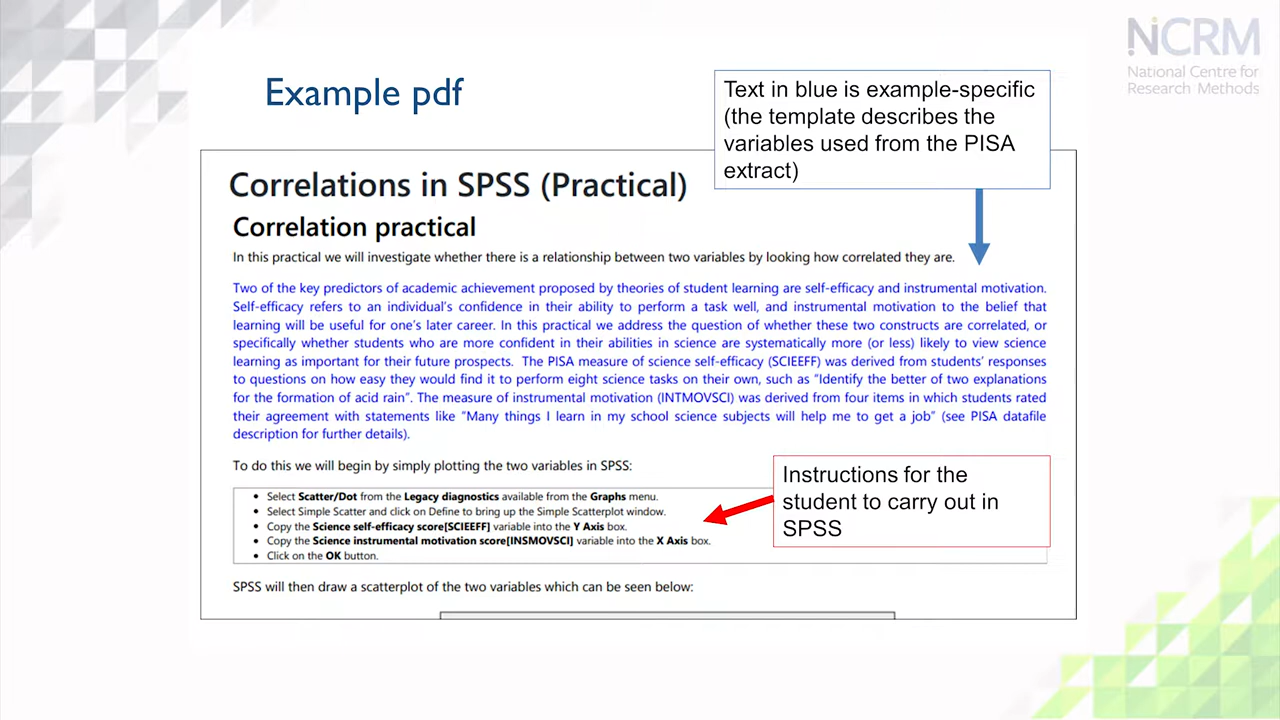 NCRM
National Centre for
Research Methods
Example pdf
Text in blue is example-specific
(the template describes the
variables used from the PISA
extract)
Correlations in SPSS (Practical)
Correlation practical
In this practical we will investigate whether there is a relationship between two variables by looking how correlated they are.
Two of the key predictors of academic achievement proposed by theories of student learning are self-efficacy and instrumental motivation.
Self-efficacy refers to an individual's confidence in their ability to perform a task well, and instrumental motivation to the belief that
learning will be useful for one's later career. In this practical we address the question of whether these two constructs are correlated, or
specifically whether students who are more confident in their abilities in science are systematically more (or less) likely to view science
learning as important for their future prospects. The PISA measure of science self-efficacy (SCIEEFF) was derived from students' responses
to questions on how easy they would find it to perform eight science tasks on their own, such as "Identify the better of two explanations
for the formation of acid rain". The measure of instrumental motivation (INTMOVSCI) was derived from four items in which students rated
their agreement with statements like "Many things I learn in my school science subjects will help me to get a job" (see PISA datafile
description for further details).
To do this we will begin by simply plotting the two variables in SPSS:
• Select Scatter/Dot from the Legacy diagnostics available from the Graphs menu.
• Select Simple Scatter and click on Define to bring up the Simple Scatterplot window.
• Copy the Science self-efficacy score[SCIEEFF] variable into the Y Axis box.
• Copy the Science instrumental motivation score[INSMOVSCI] variable into the X Axis box.
• Click on the OK button.
Instructions for the
student to carry out in
SPSS
SPSS will then draw a scatterplot of the two variables which can be seen below: